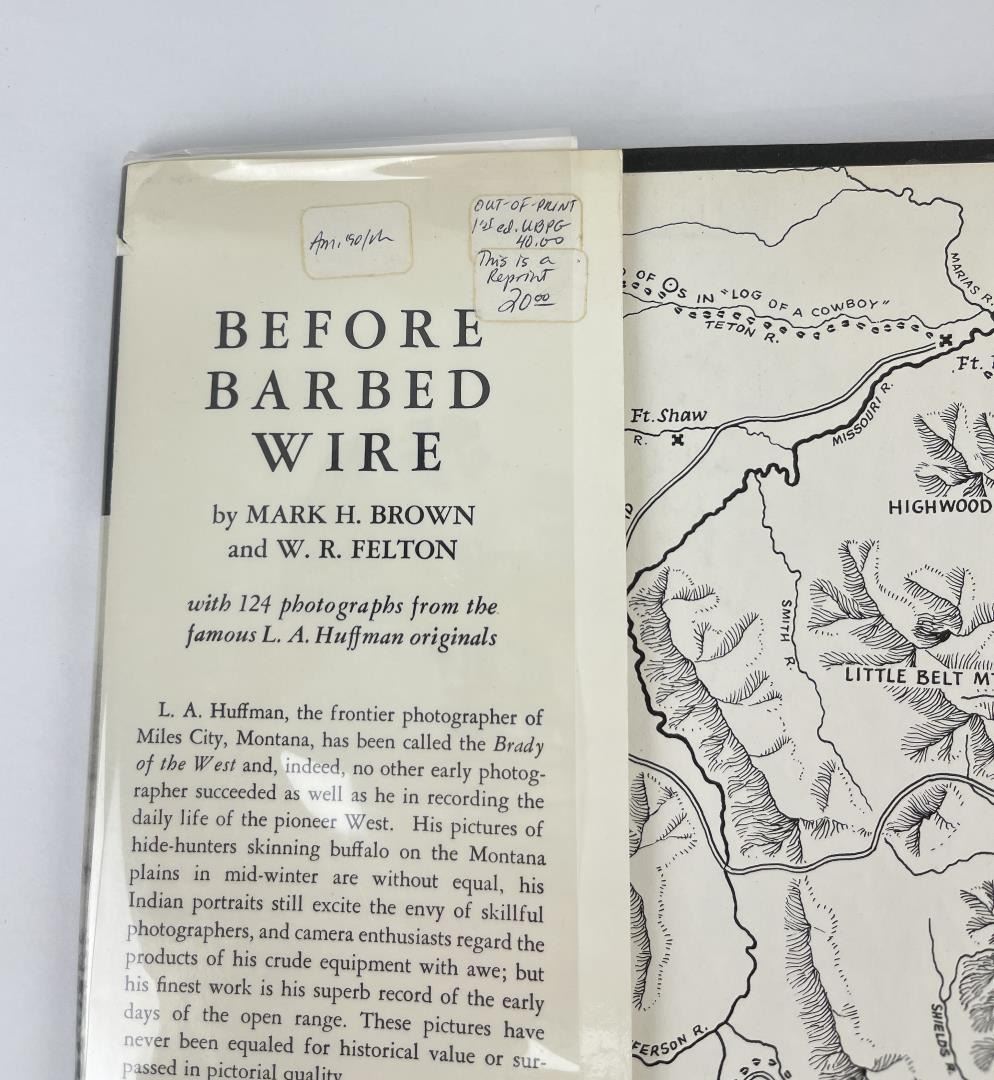 OUT-OF-PRINT
1st ed. UBPG
40.00
This is a
Reprint
20 00
BEFORE
BARBED
WIRE
by MARK H. BROWN
and W. R. FELTON
with 124 photographs from the
famous L. A. Huffman originals
L. A. Huffman, the frontier photographer of
Miles City, Montana, has been called the Brady
of the West and, indeed, no other early photog-
rapher succeeded as well as he in recording the
daily life of the pioneer West. His pictures of
hide-hunters skinning buffalo on the Montana
plains in mid-winter are without equal, his
Indian portraits still excite the envy of skillful
photographers, and camera enthusiasts regard the
products of his crude equipment with awe; but
his finest work is his superb record of the early
days of the open range. These pictures have
never been equaled for historical value or sur-
passed in pictorial quality
OF S IN "LOG OF A COWBOY"
TETON R.
MARIAS R.
Ft.
Ft. Shaw
R.
MISSOURI R.
HIGHWOOD
SMITH R.
LITTLE BELT MT
FERSON R.
SHIELDS R.